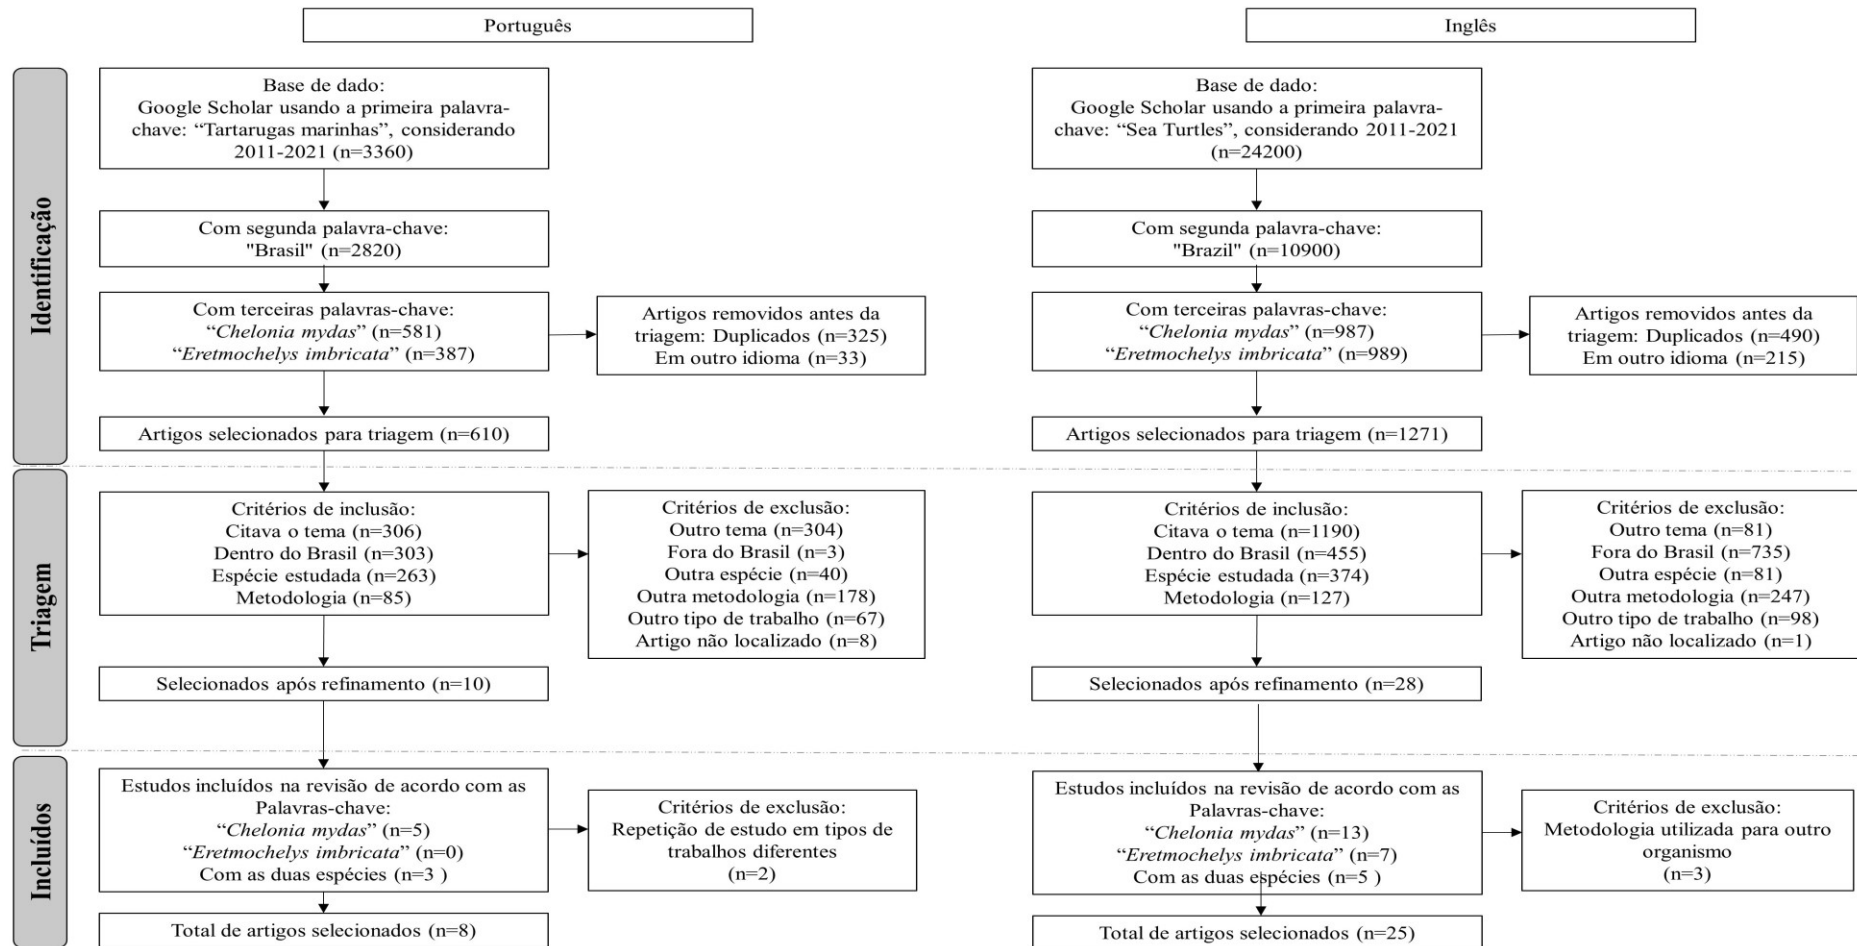 Português
Inglês
Identificação
Base de dado:
Google Scholar usando a primeira palavra-
chave: “Tartarugas marinhas”, considerando
2011-2021 (n=3360)
Com segunda palavra-chave:
"Brasil" (n=2820)
Com terceiras palavras-chave:
“Chelonia mydas” (n=581)
“Eretmochelys imbricata” (n=387)
Artigos removidos antes da
triagem: Duplicados (n=325)
Em outro idioma (n=33)
Artigos selecionados para triagem (n=610)
Base de dado:
Google Scholar usando a primeira palavra-
chave: “Sea Turtles”, considerando 2011-2021
(n=24200)
Com segunda palavra-chave:
"Brazil" (n=10900)
Com terceiras palavras-chave:
“Chelonia mydas” (n=987)
“Eretmochelys imbricata” (n=989)
Artigos removidos antes da
triagem: Duplicados (n=490)
Em outro idioma (n=215)
Artigos selecionados para triagem (n=1271)
Triagem
Critérios de inclusão:
Citava o tema (n=306)
Dentro do Brasil (n=303)
Espécie estudada (n=263)
Metodologia (n=85)
Critérios de exclusão:
Outro tema (n=304)
Fora do Brasil (n=3)
Outra espécie (n=40)
Outra metodologia (n=178)
Outro tipo de trabalho (n=67)
Artigo não localizado (n=8)
Selecionados após refinamento (n=10)
Critérios de inclusão:
Citava o tema (n=1190)
Dentro do Brasil (n=455)
Espécie estudada (n=374)
Metodologia (n=127)
Critérios de exclusão:
Outro tema (n=81)
Fora do Brasil (n=735)
Outra espécie (n=81)
Outra metodologia (n=247)
Outro tipo de trabalho (n=98)
Artigo não localizado (n=1)
Selecionados após refinamento (n=28)
Incluídos
Estudos incluídos na revisão de acordo com as
Palavras-chave:
“Chelonia mydas” (n=5)
“Eretmochelys imbricata” (n=0)
Com as duas espécies (n=3 )
Critérios de exclusão:
Repetição de estudo em tipos de
trabalhos diferentes
(n=2)
Total de artigos selecionados (n=8)
Estudos incluídos na revisão de acordo com as
Palavras-chave:
“Chelonia mydas” (n=13)
“Eretmochelys imbricata” (n=7)
Com as duas espécies (n=5 )
Critérios de exclusão:
Metodologia utilizada para outro
organismo
(n=3)
Total de artigos selecionados (n=25)